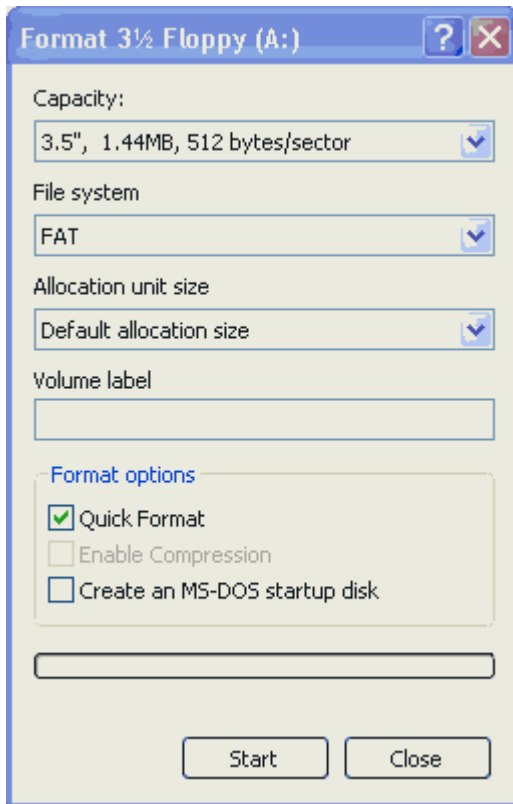 Format 3½ Floppy (A:)
Capacity:
3.5", 1.44MB, 512 bytes/sector
File system
FAT
Allocation unit size
Default allocation size
Volume label
Format options
Quick Format
Enable Compression
Create an MS-DOS startup disk
Start Close